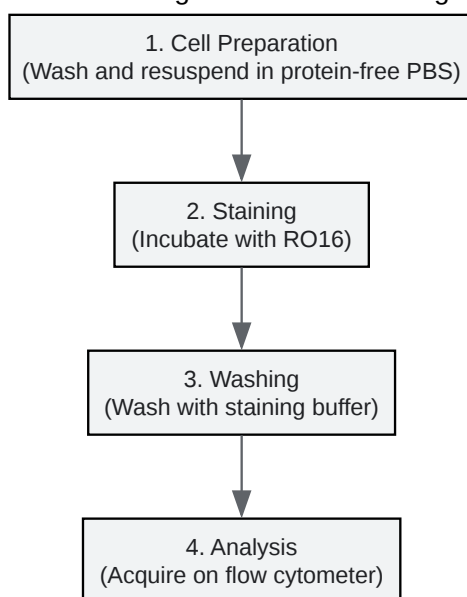 1. Cell Preparation
(Wash and resuspend in protein-free PBS)
2. Staining
(Incubate with RO16)
3. Washing
(Wash with staining buffer)
4. Analysis
(Acquire on flow cytometer)